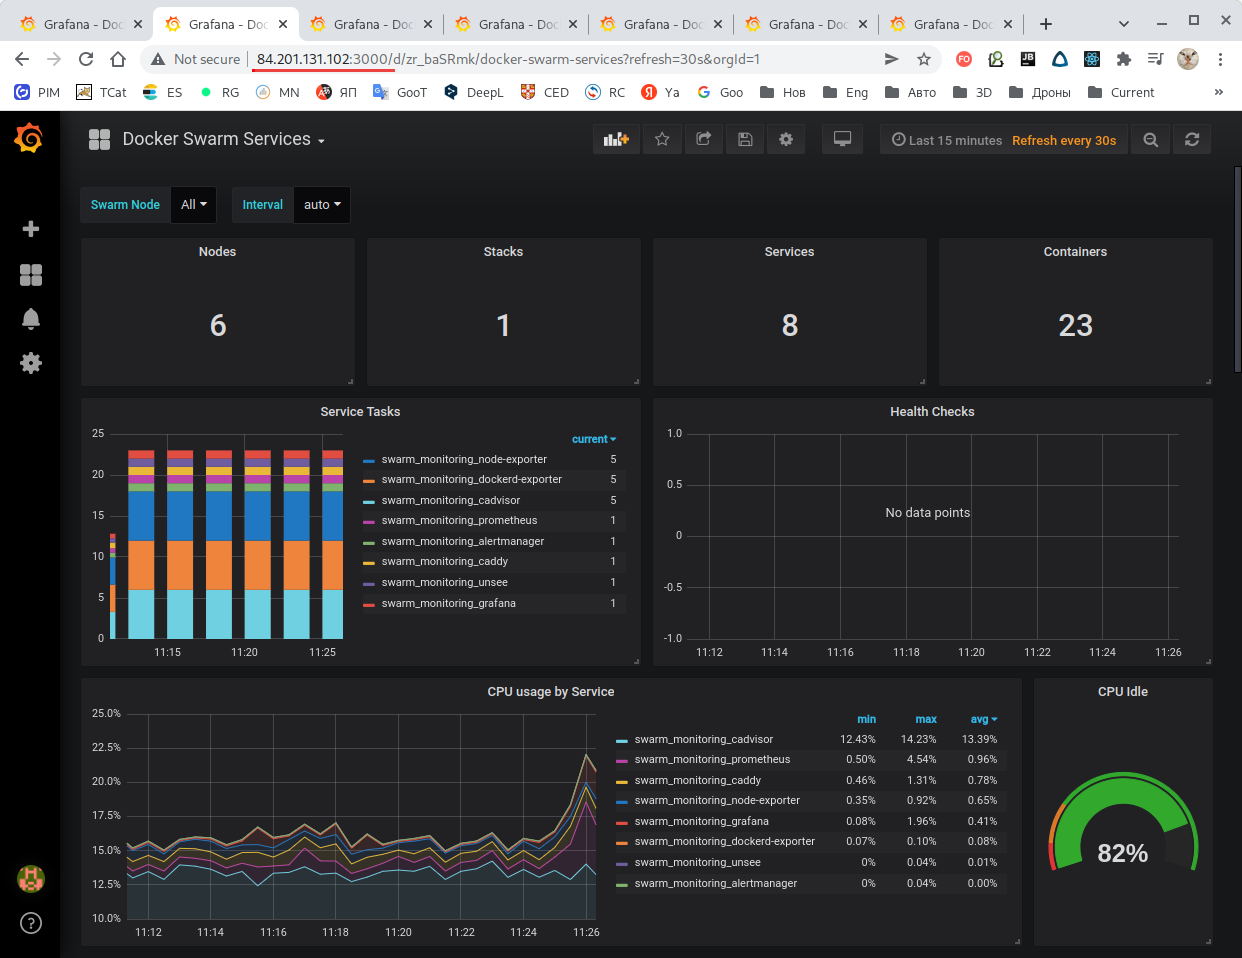 Grafana - Doc Grafana - Doc Grafana - Doc Grafana - Doc Grafana - Doc Grafana - Doc Grafana - Doc
Not secure 84.201.131.102:3000/d/zr_baSRmk/docker-swarm-services?refresh=30s&orgId=1
PIM TCat ES RG MN ЯП GooT DeepL CED RC Ya Goo Нов Eng Авто 3D Дроны Current »
Docker Swarm Services
Last 15 minutes Refresh every 30s
Swarm Node All Interval auto
Nodes Stacks Services Containers
6 1 8 23
Service Tasks
current
swarm_monitoring_node-exporter 5
swarm_monitoring_dockerd-exporter 5
swarm_monitoring_cadvisor 5
swarm_monitoring_prometheus 1
swarm_monitoring_alertmanager 1
swarm_monitoring_caddy 1
swarm_monitoring_unsee 1
swarm_monitoring_grafana 1
25
20
15
10
5
0
11:15 11:20 11:25
Health Checks
1.0
0.5
0
-0.5
-1.0
No data points
11:12 11:14 11:16 11:18 11:20 11:22 11:24 11:26
CPU usage by Service
25.0%
22.5%
20.0%
17.5%
15.0%
12.5%
10.0%
11:12 11:14 11:16 11:18 11:20 11:22 11:24 11:26
min max avg
swarm_monitoring_cadvisor 12.43% 14.23% 13.39%
swarm_monitoring_prometheus 0.50% 4.54% 0.96%
swarm_monitoring_caddy 0.46% 1.31% 0.78%
swarm_monitoring_node-exporter 0.35% 0.92% 0.65%
swarm_monitoring_grafana 0.08% 1.96% 0.41%
swarm_monitoring_dockerd-exporter 0.07% 0.10% 0.08%
swarm_monitoring_unsee 0% 0.04% 0.01%
swarm_monitoring_alertmanager 0% 0.04% 0.00%
CPU Idle
82%